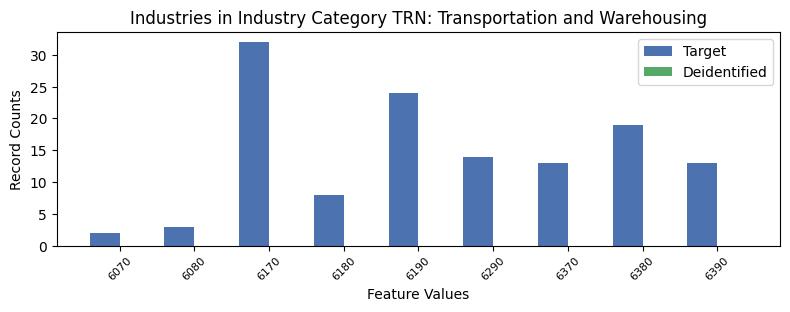 Industries in Industry Category TRN: Transportation and Warehousing
Target
Deidentified
Record Counts
30
25
20
15
10
5
0
6070 6080 6170 6180 6190 6290 6370 6380 6390
Feature Values